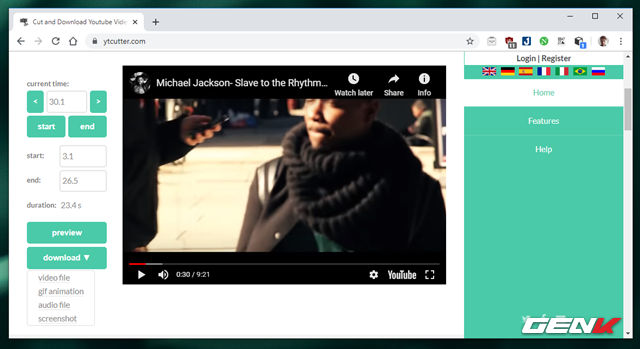 Cut and Download Youtube Vide
ytcutter.com
11
Login | Register
Home
Features
Help
current time:
<
30.1
>
start
end
start:
3.1
end:
26.5
duration:
23.4 s
preview
download ▼
video file
gif animation
audio file
screenshot
Michael Jackson- Slave to the Rhythm...
Watch later
Share
Info
0:30 / 9:21
YouTube
GENK